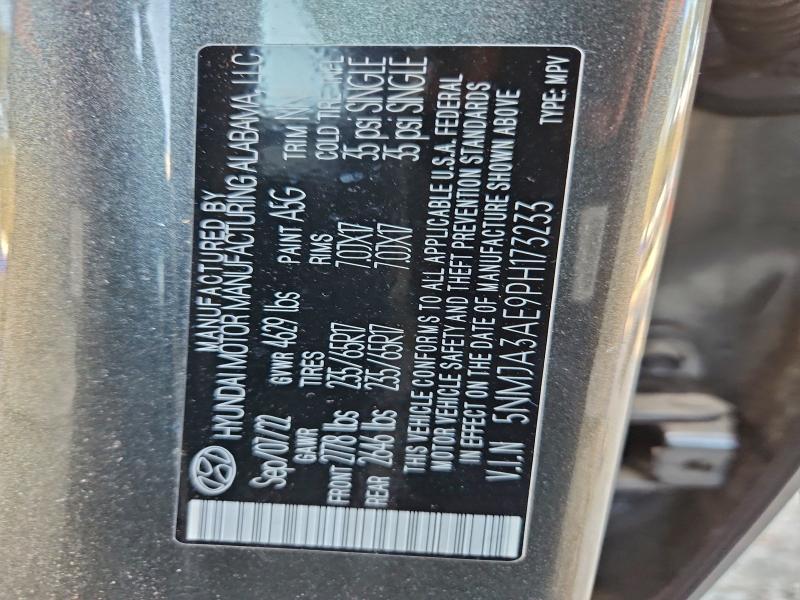 MANUFACTURED BY
HYUNDAI MOTOR MANUFACTURING ALABAMA, LLC
Sep/07/22 GVWR 4629 lbs PAINT A5G TRIM NNB
GAWR TIRES RIMS COLD TIRE INFL
FRONT 2778 lbs 235/65R17 7.0JX17 35 psi SINGLE
REAR 2646 lbs 235/65R17 7.0JX17 35 psi SINGLE
THIS VEHICLE CONFORMS TO ALL APPLICABLE U.S.A. FEDERAL
MOTOR VEHICLE SAFETY AND THEFT PREVENTION STANDARDS
IN EFFECT ON THE DATE OF MANUFACTURE SHOWN ABOVE
V.I.N 5NMJA3AE9PH173233 TYPE: MPV